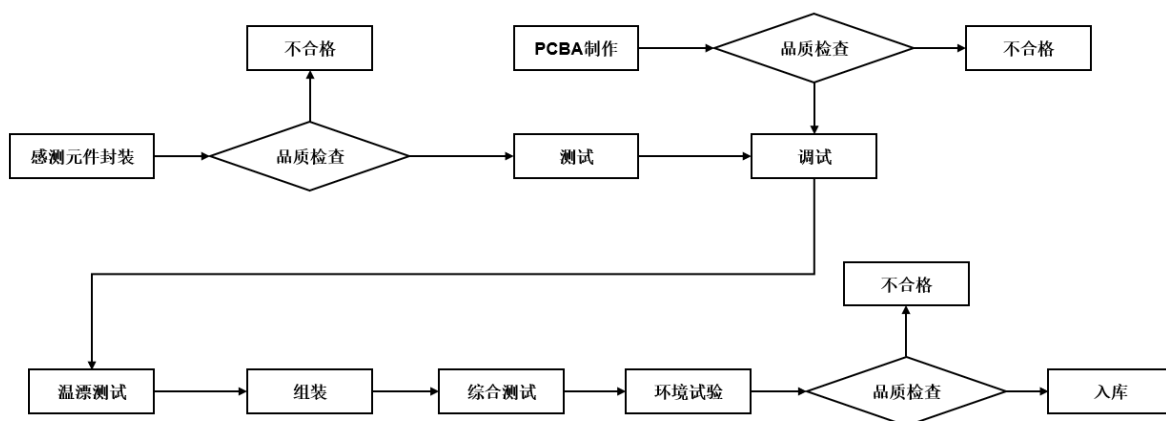 不合格
PCBA制作
品质检查
不合格
感测元件封装
品质检查
测试
调试
不合格
温漂测试
组装
综合测试
环境试验
品质检查
入库